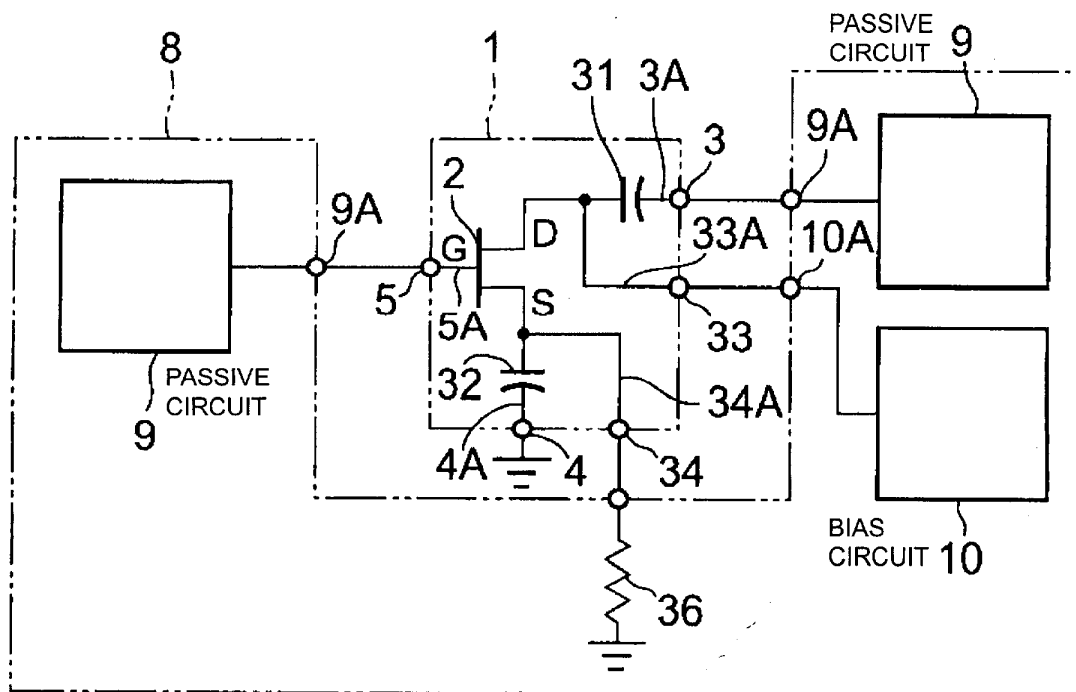 PASSIVE
CIRCUIT
9
8
1
31
3A
3
9A
2
9A
G
D
33A
10A
5
5A
S
33
32
34A
PASSIVE
CIRCUIT
9
4A
4
34
BIAS
CIRCUIT
10
36